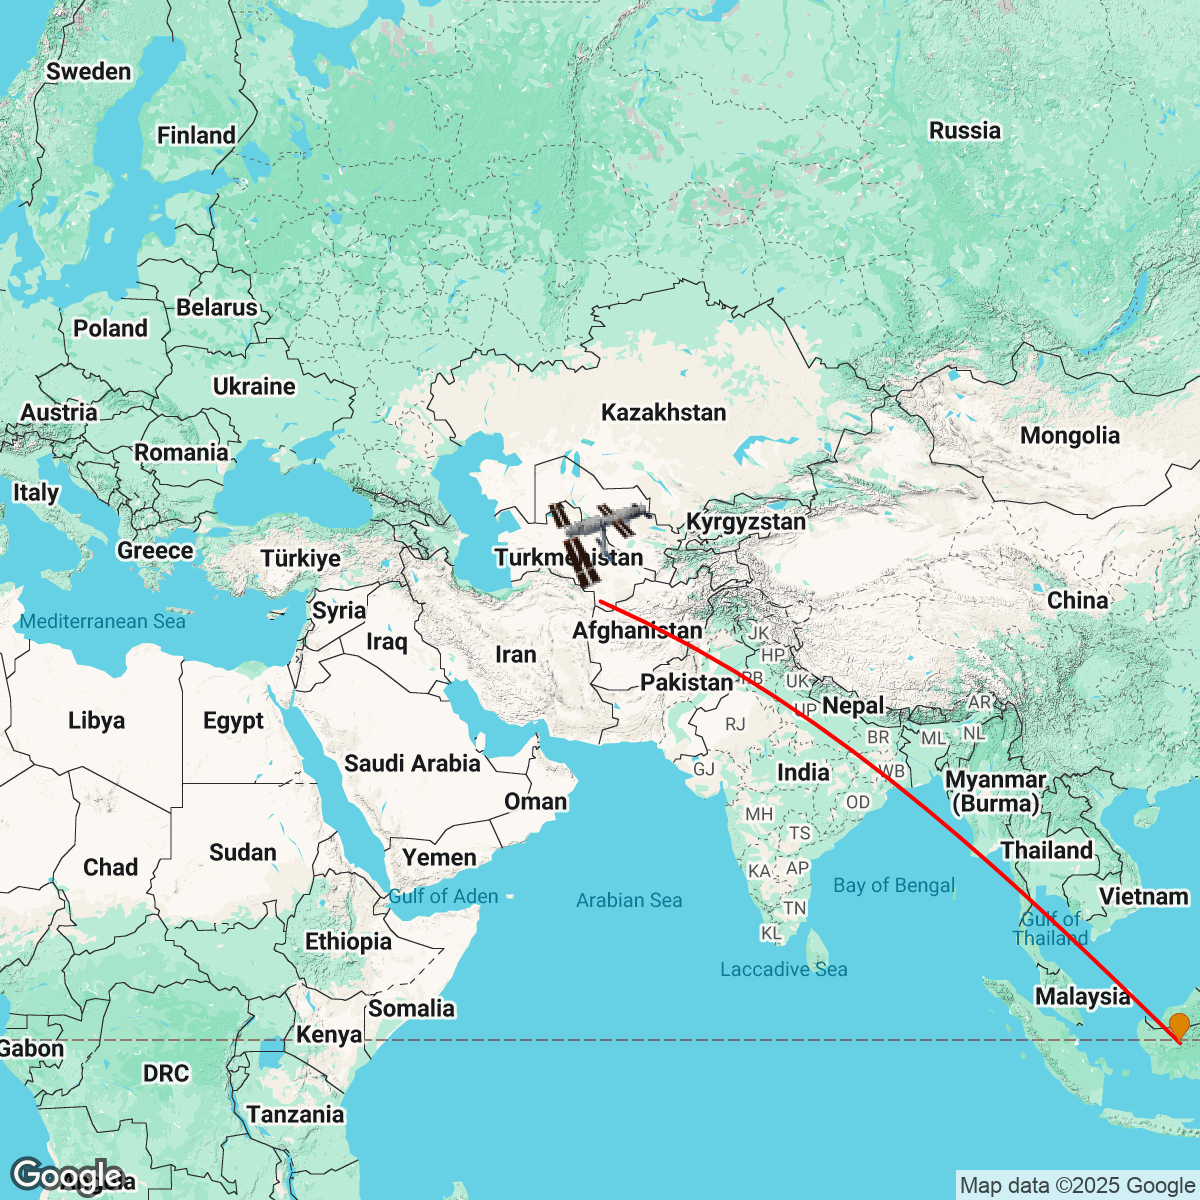 Sweden
Finland
Russia
Belarus
Poland
Ukraine
Austria
Kazakhstan
Mongolia
Romania
Italy
Kyrgyzstan
Greece
Türkiye
Turkmenistan
China
Syria
Mediterranean Sea
Afghanistan
JK
Iraq
Iran
HP
Pakistan
PB
UK
Nepal
AR
UP
Libya
Egypt
RJ
BR
ML
NL
Saudi Arabia
GJ
India
WB
Myanmar
(Burma)
Oman
OD
MH
TS
Sudan
Thailand
Yemen
Chad
KA
AP
Bay of Bengal
Gulf of Aden
Arabian Sea
Vietnam
TN
Gulf of
Thailand
KL
Ethiopia
Laccadive Sea
Malaysia
Somalia
Kenya
Gabon
DRC
Tanzania
Google
Angola
Map data ©2025 Google